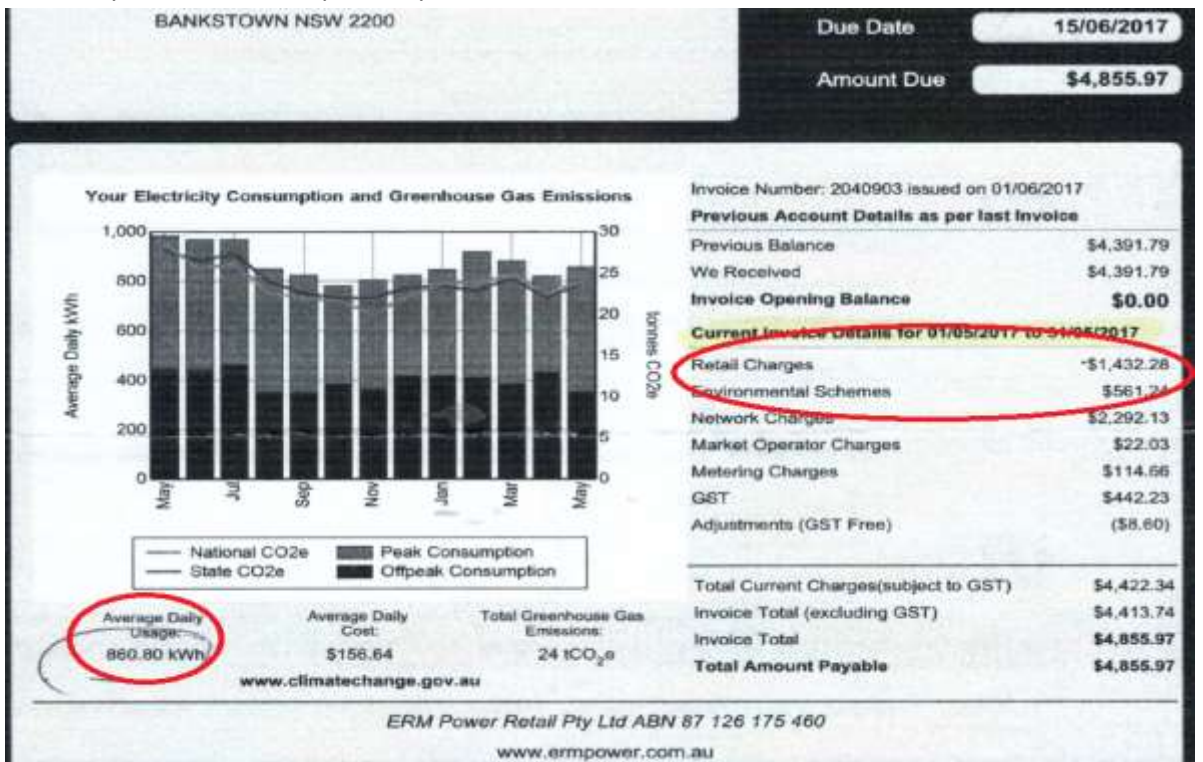 BANKSTOWN NSW 2200
Due Date 15/06/2017
Amount Due $4,855.97
Your Electricity Consumption and Greenhouse Gas Emissions
1,000
800
600
400
200
0
Average Daily kWh
30
25
20
15
10
5
0
tonnes CO2e
May Jul Sep Nov Jan Mar May
National CO2e Peak Consumption
State CO2e Offpeak Consumption
Average Daily Usage:
860.80 kWh
Average Daily Cost:
$156.64
Total Greenhouse Gas Emissions:
24 tCO2e
www.climatechange.gov.au
Invoice Number: 2040903 issued on 01/06/2017
Previous Account Details as per last Invoice
Previous Balance $4,391.79
We Received $4,391.79
Invoice Opening Balance $0.00
Current Invoice Details for 01/05/2017 to 31/05/2017
Retail Charges $1,432.28
Environmental Schemes $561.24
Network Charges $2,292.13
Market Operator Charges $22.03
Metering Charges $114.66
GST $442.23
Adjustments (GST Free) ($8.60)
Total Current Charges(subject to GST) $4,422.34
Invoice Total (excluding GST) $4,413.74
Invoice Total $4,855.97
Total Amount Payable $4,855.97
ERM Power Retail Pty Ltd ABN 87 126 175 460
www.ermpower.com.au